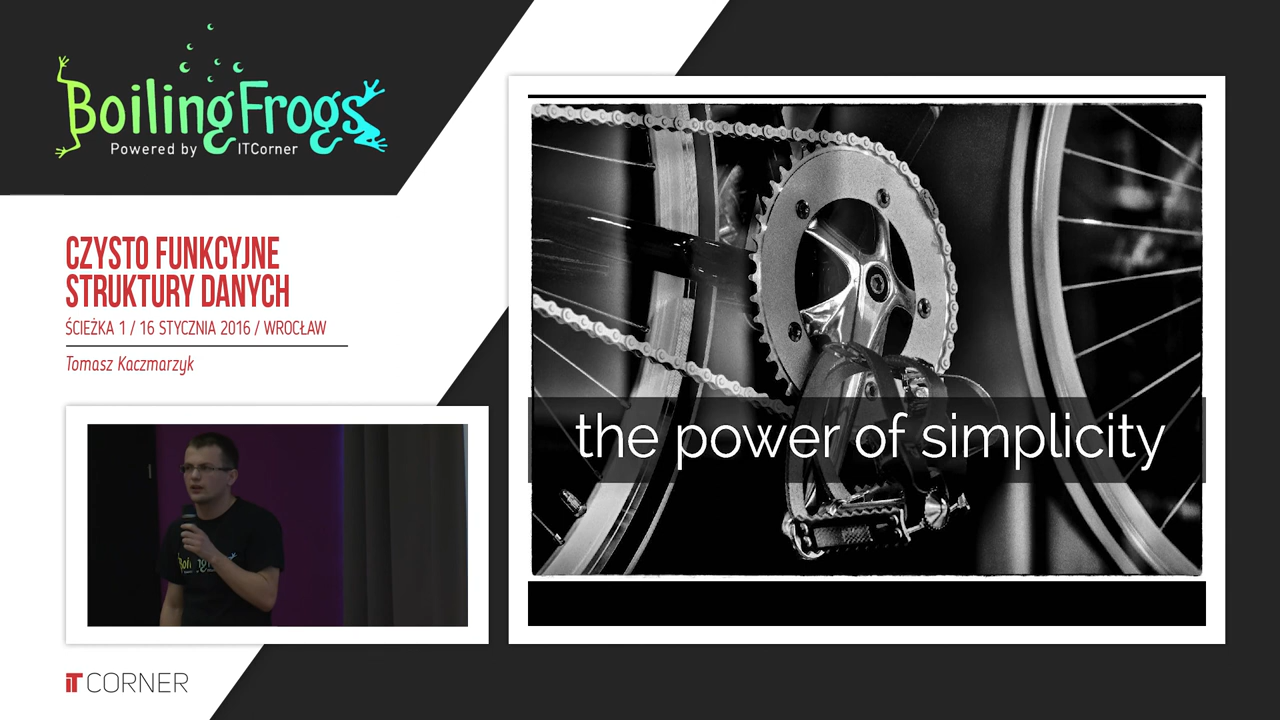 BoilingFrogs
Powered by ITCorner
CZYSTO FUNKCYJNE
STRUKTURY DANYCH
ŚCIEŻKA 1 / 16 STYCZNIA 2016 / WROCŁAW
Tomasz Kaczmarzyk
the power of simplicity
iT CORNER